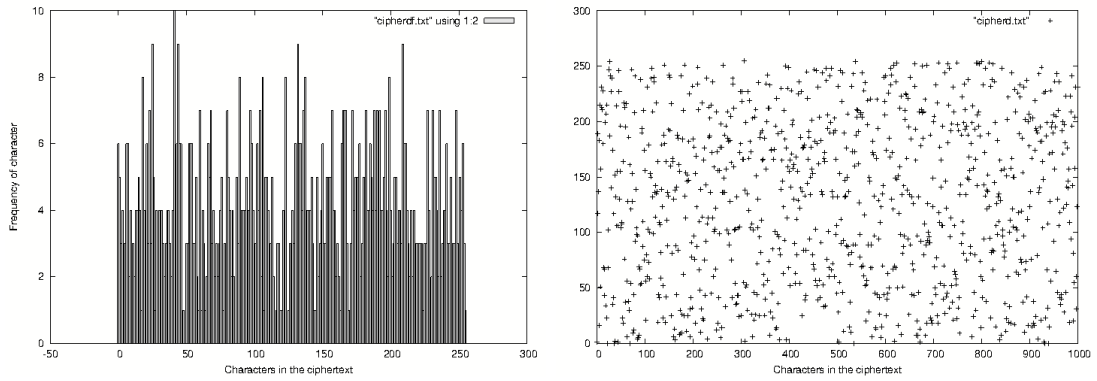 "cipherdf.txt" using 1:2
10
8
6
4
2
0
Frequency of character
-50 0 50 100 150 200 250 300
Characters in the ciphertext
"cipherd.txt"
300
250
200
150
100
50
0
0 100 200 300 400 500 600 700 800 900 1000
Characters in the ciphertext